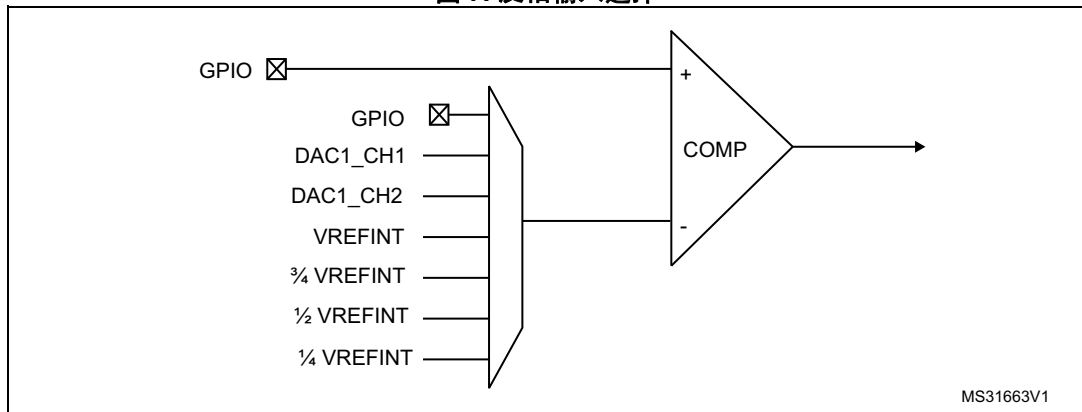 GPIO
+
GPIO
DAC1_CH1
COMP
DAC1_CH2
VREFINT
-
¾ VREFINT
½ VREFINT
¼ VREFINT
MS31663V1